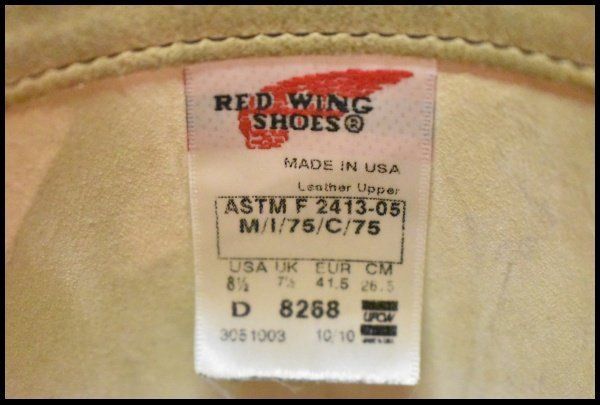 RED WING
SHOES®
MADE IN USA
Leather Upper
ASTM F 2413-05
M/I/75/C/75
USA UK EUR CM
8½ 7½ 41.5 26.5
D 8268
3051003 10/10